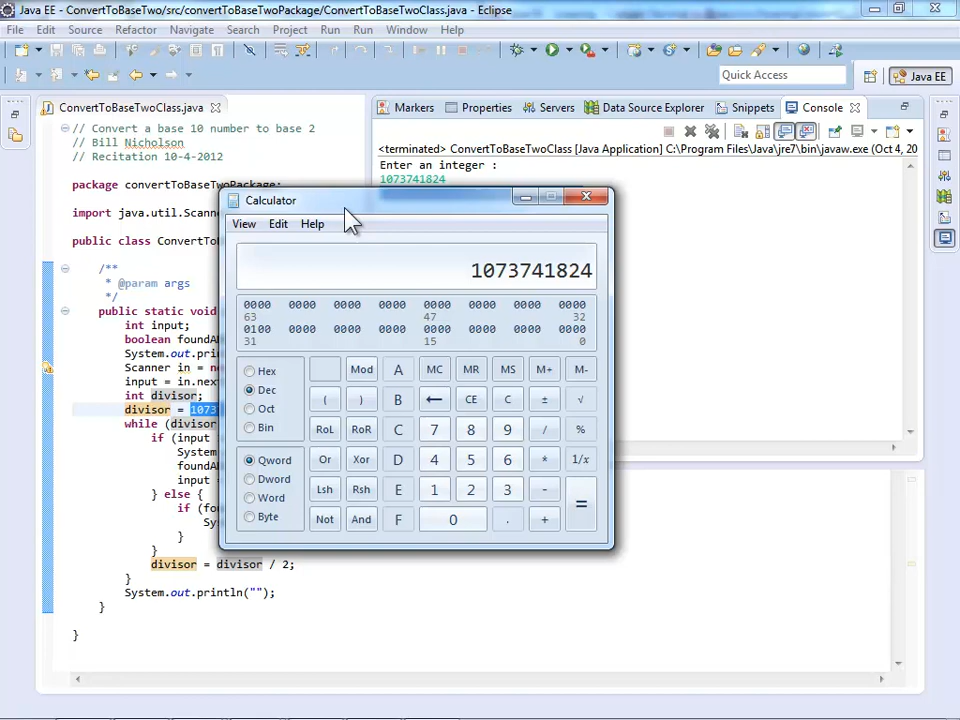 Java EE - ConvertToBaseTwo/src/convertToBaseTwoPackage/ConvertToBaseTwoClass.java - Eclipse
File Edit Source Refactor Navigate Search Project Run Run Window Help
Quick Access
Java EE
ConvertToBaseTwoClass.java
Markers Properties Servers Data Source Explorer Snippets Console
// Convert a base 10 number to base 2
// Bill Nicholson
// Recitation 10-4-2012
package convertToBaseTwoPackage;
import java.util.Scann
public class ConvertTo
/**
* @param args
*/
public static void
int input;
boolean foundA
System.out.pri
Scanner in = ne
input = in.nex
int divisor;
divisor = 1073
while (divisor
if (input
S
foundA
input =
} else {
if (fo
Sy
}
}
divisor = divisor / 2;
}
System.out.println("");
}
}
<terminated> ConvertToBaseTwoClass [Java Application] C:\Program Files\Java\jre7\bin\javaw.exe (Oct 4, 20
Enter an integer :
1073741824
Calculator
View Edit Help
1073741824
0000 0000 0000 0000 0000 0000 0000 0000
63 47 32
0100 0000 0000 0000 0000 0000 0000 0000
31 15 0
Hex Mod A MC MR MS M+ M-
Dec ( ) B ← CE C ± √
Oct
Bin RoL RoR C 7 8 9 / %
Qword Or Xor D 4 5 6 * 1/x
Dword
Word Lsh Rsh E 1 2 3 - =
Byte Not And F 0 . +